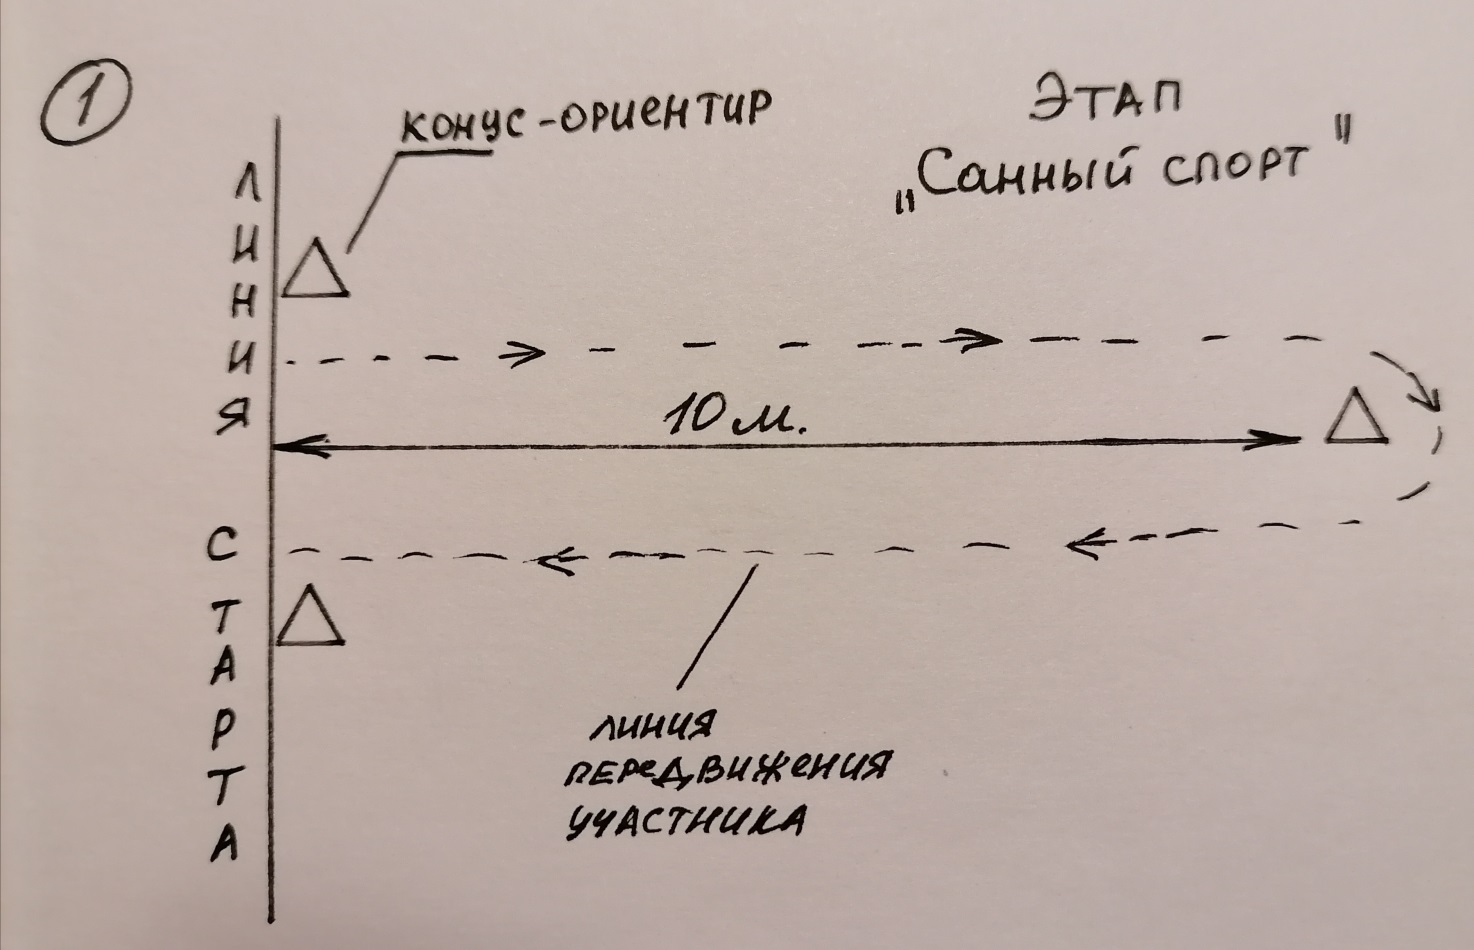 1
КОНУС-ОРИЕНТИР
ЭТАП
„Санный спорт"
ЛИНИЯ
СТАРТА
10 м.
ЛИНИЯ
ПЕРЕДВИЖЕНИЯ
УЧАСТНИКА